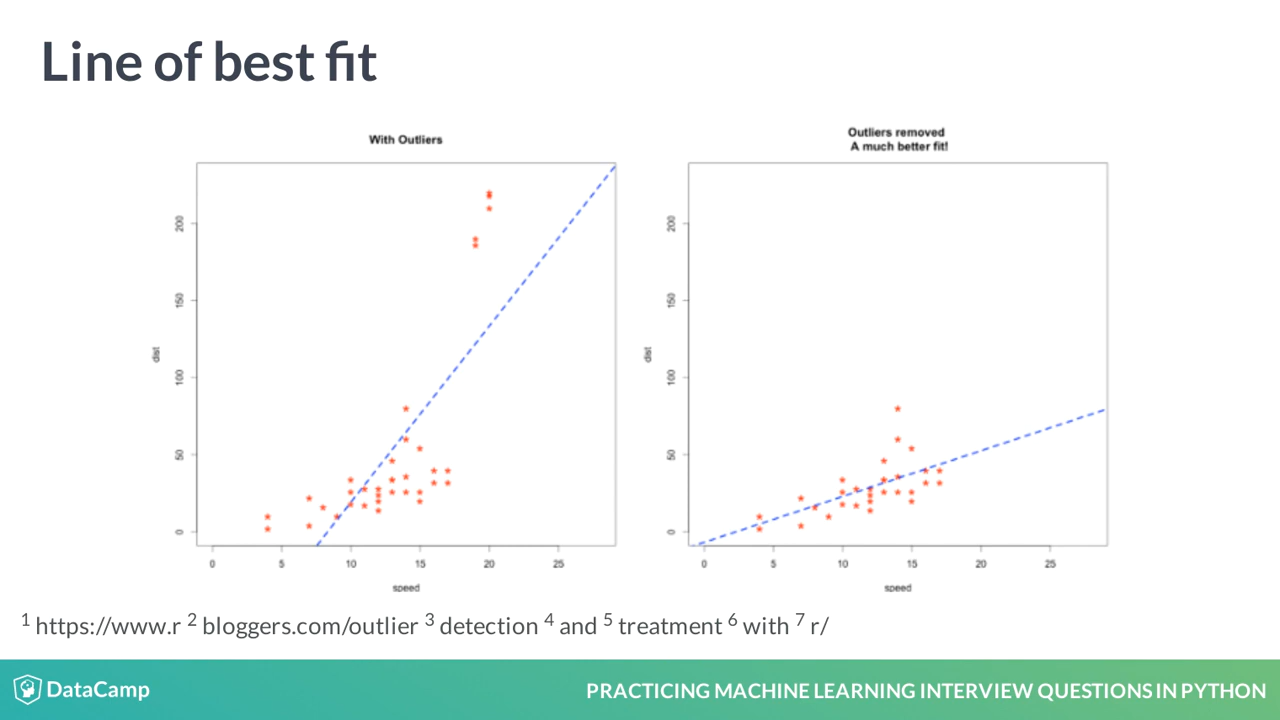 Line of best fit
With Outliers
200
150
100
50
0
dist
0 5 10 15 20 25
speed
Outliers removed
A much better fit!
200
150
100
50
0
dist
0 5 10 15 20 25
speed
1 https://www.r 2 bloggers.com/outlier 3 detection 4 and 5 treatment 6 with 7 r/
DataCamp
PRACTICING MACHINE LEARNING INTERVIEW QUESTIONS IN PYTHON